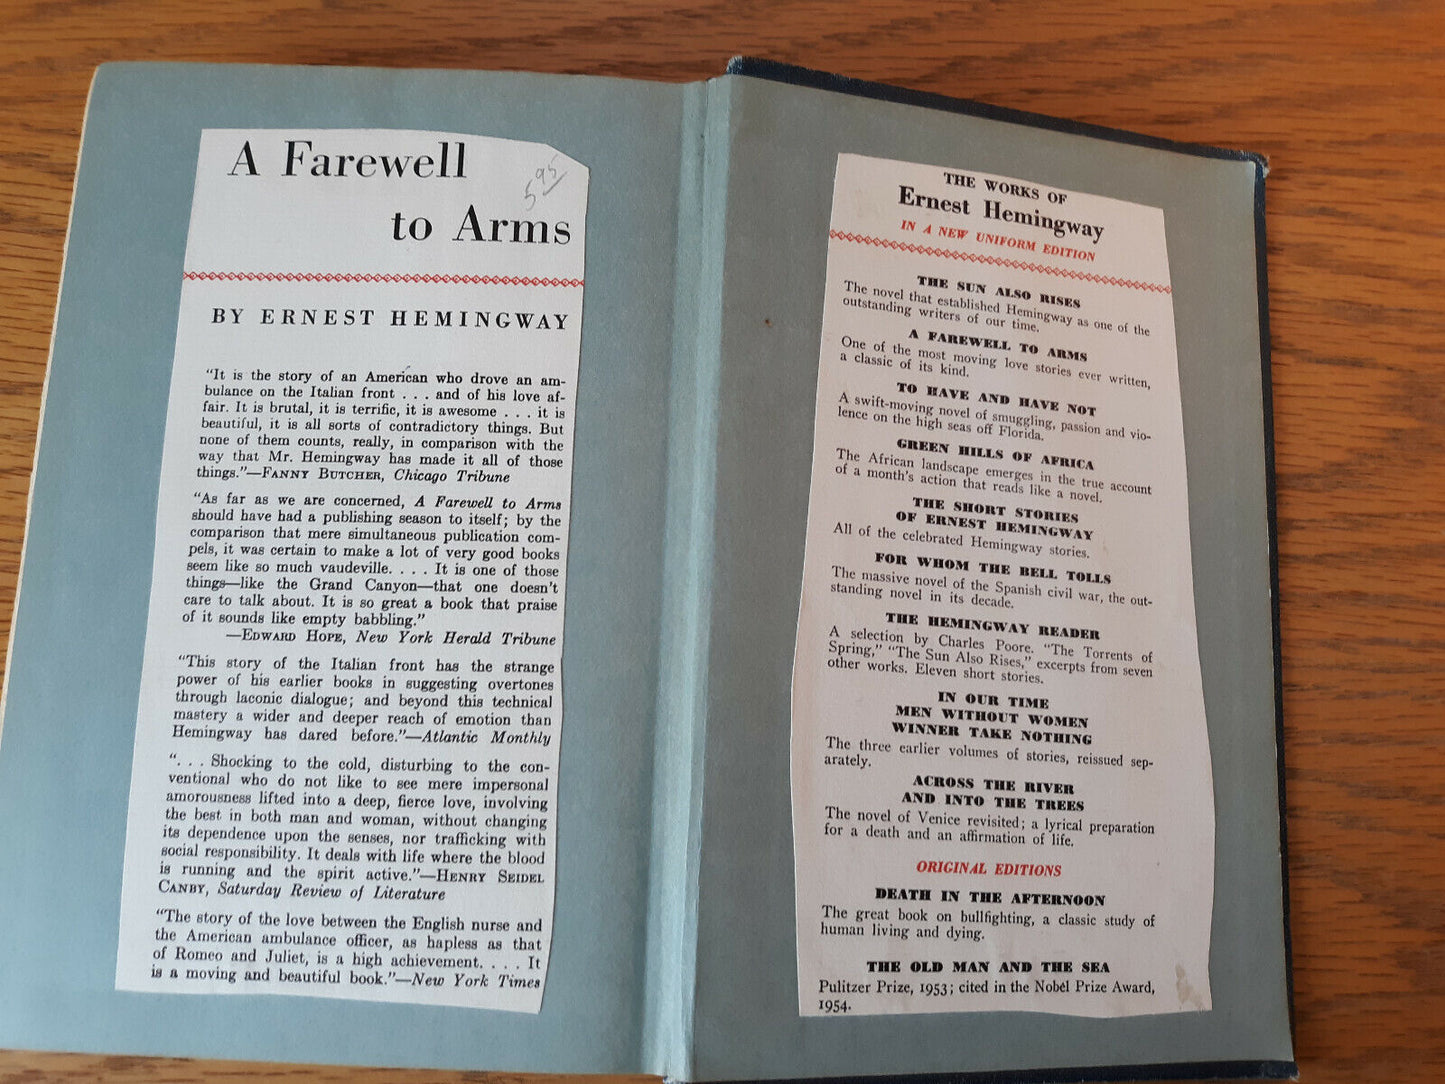 A Farewell
to Arms
5 95
BY ERNEST HEMINGWAY
"It is the story of an American who drove an am-
bulance on the Italian front . . . and of his love af-
fair. It is brutal, it is terrific, it is awesome . . . it is
beautiful, it is all sorts of contradictory things. But
none of them counts, really, in comparison with the
way that Mr. Hemingway has made it all of those
things."—FANNY BUTCHER, Chicago Tribune
"As far as we are concerned, A Farewell to Arms
should have had a publishing season to itself; by the
comparison that mere simultaneous publication com-
pels, it was certain to make a lot of very good books
seem like so much vaudeville. . . . It is one of those
things—like the Grand Canyon—that one doesn't
care to talk about. It is so great a book that praise
of it sounds like empty babbling."
—EDWARD HOPE, New York Herald Tribune
"This story of the Italian front has the strange
power of his earlier books in suggesting overtones
through laconic dialogue; and beyond this technical
mastery a wider and deeper reach of emotion than
Hemingway has dared before."—Atlantic Monthly
". . . Shocking to the cold, disturbing to the con-
ventional who do not like to see mere impersonal
amorousness lifted into a deep, fierce love, involving
the best in both man and woman, without changing
its dependence upon the senses, nor trafficking with
social responsibility. It deals with life where the blood
is running and the spirit active."—HENRY SEIDEL
CANBY, Saturday Review of Literature
"The story of the love between the English nurse and
the American ambulance officer, as hapless as that
of Romeo and Juliet, is a high achievement. . . . It
is a moving and beautiful book."—New York Times
THE WORKS OF
Ernest Hemingway
IN A NEW UNIFORM EDITION
THE SUN ALSO RISES
The novel that established Hemingway as one of the
outstanding writers of our time.
A FAREWELL TO ARMS
One of the most moving love stories ever written,
a classic of its kind.
TO HAVE AND HAVE NOT
A swift-moving novel of smuggling, passion and vio-
lence on the high seas off Florida.
GREEN HILLS OF AFRICA
The African landscape emerges in the true account
of a month's action that reads like a novel.
THE SHORT STORIES
OF ERNEST HEMINGWAY
All of the celebrated Hemingway stories.
FOR WHOM THE BELL TOLLS
The massive novel of the Spanish civil war, the out-
standing novel in its decade.
THE HEMINGWAY READER
A selection by Charles Poore. "The Torrents of
Spring," "The Sun Also Rises," excerpts from seven
other works. Eleven short stories.
IN OUR TIME
MEN WITHOUT WOMEN
WINNER TAKE NOTHING
The three earlier volumes of stories, reissued sep-
arately.
ACROSS THE RIVER
AND INTO THE TREES
The novel of Venice revisited; a lyrical preparation
for a death and an affirmation of life.
ORIGINAL EDITIONS
DEATH IN THE AFTERNOON
The great book on bullfighting, a classic study of
human living and dying.
THE OLD MAN AND THE SEA
Pulitzer Prize, 1953; cited in the Nobel Prize Award,
1954.